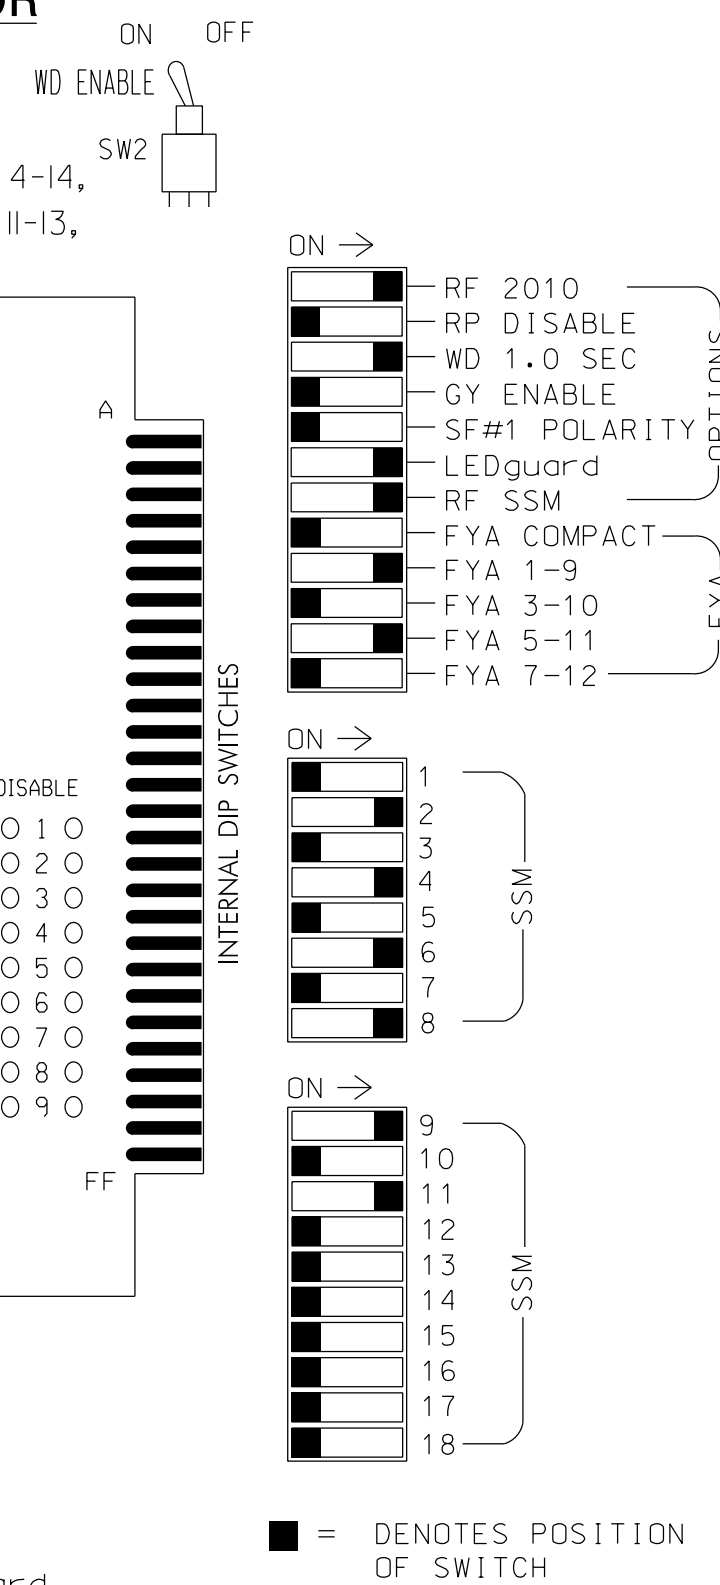 ON OFF
WD ENABLE
SW2
4-14,
11-13,
ON
RF 2010
RP DISABLE
WD 1.0 SEC
GY ENABLE
SF#1 POLARITY
LEDguard
RF SSM
OPTIONS
FYA COMPACT
FYA 1-9
FYA 3-10
FYA 5-11
FYA 7-12
FYA
A
FF
INTERNAL DIP SWITCHES
DISABLE
1
2
3
4
5
6
7
8
9
ON
1
2
3
4
5
6
7
8
SSM
ON
9
10
11
12
13
14
15
16
17
18
SSM
= DENOTES POSITION
OF SWITCH